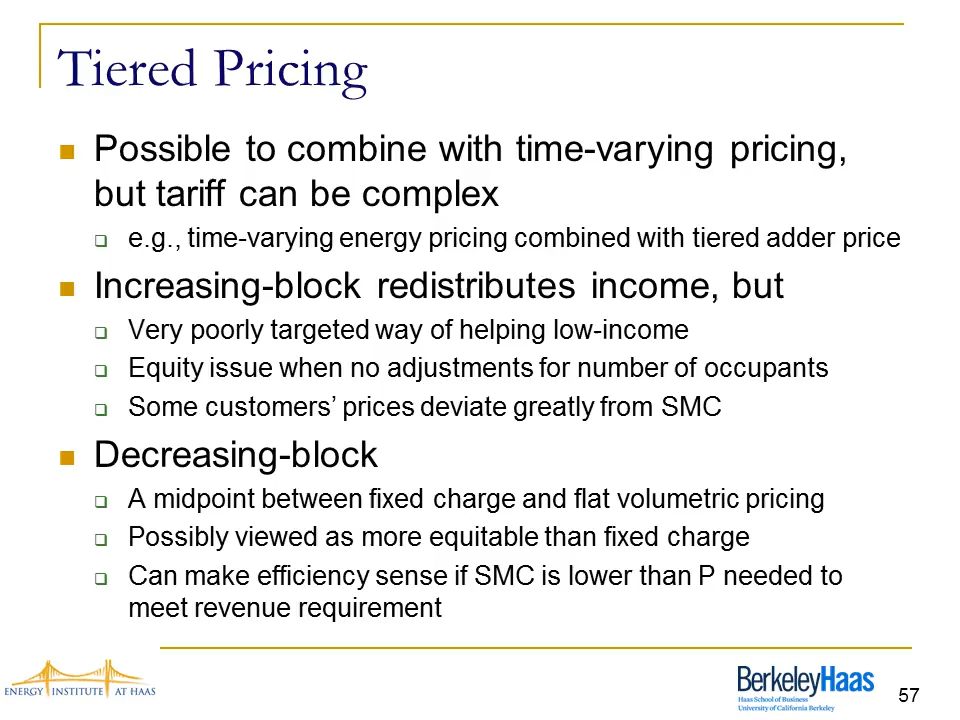 Tiered Pricing
Possible to combine with time-varying pricing,
but tariff can be complex
e.g., time-varying energy pricing combined with tiered adder price
Increasing-block redistributes income, but
Very poorly targeted way of helping low-income
Equity issue when no adjustments for number of occupants
Some customers’ prices deviate greatly from SMC
Decreasing-block
A midpoint between fixed charge and flat volumetric pricing
Possibly viewed as more equitable than fixed charge
Can make efficiency sense if SMC is lower than P needed to
meet revenue requirement
ENERGY INSTITUTE AT HAAS
BerkeleyHaas
Haas School of Business
University of California Berkeley
57